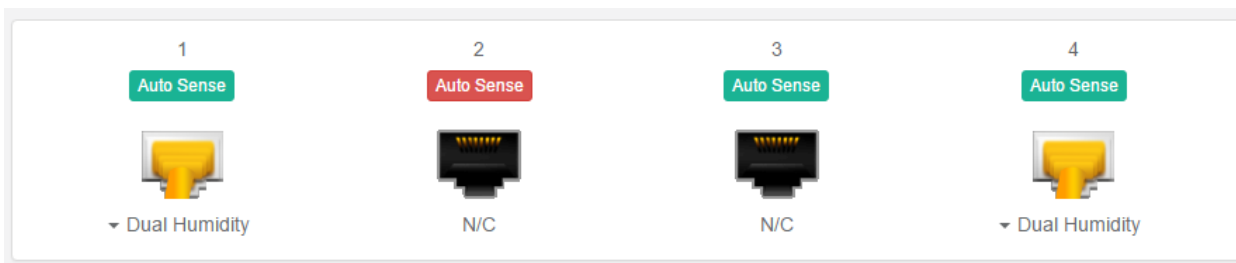 1 2 3 4
Auto Sense Auto Sense Auto Sense Auto Sense
Dual Humidity N/C N/C Dual Humidity